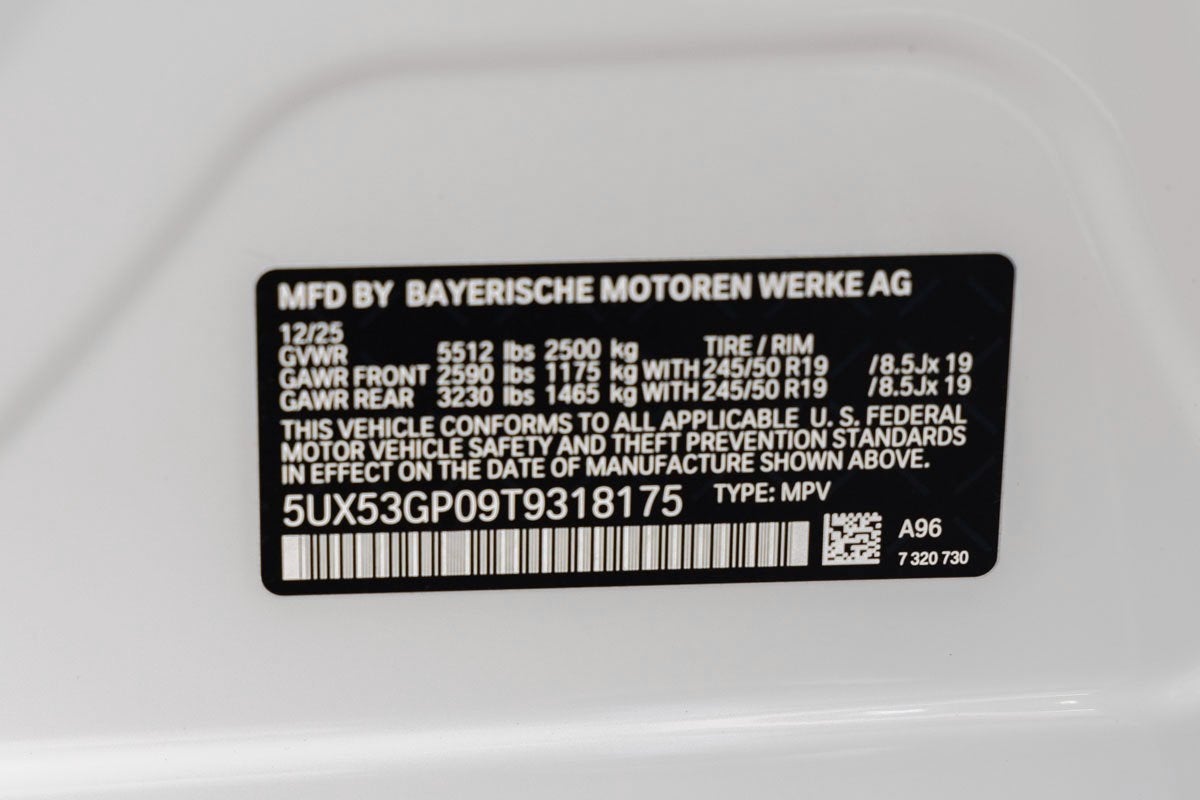 MFD BY BAYERISCHE MOTOREN WERKE AG
12/25
GVWR 5512 lbs 2500 kg TIRE / RIM
GAWR FRONT 2590 lbs 1175 kg WITH 245/50 R19 /8.5Jx 19
GAWR REAR 3230 lbs 1465 kg WITH 245/50 R19 /8.5Jx 19
THIS VEHICLE CONFORMS TO ALL APPLICABLE U. S. FEDERAL
MOTOR VEHICLE SAFETY AND THEFT PREVENTION STANDARDS
IN EFFECT ON THE DATE OF MANUFACTURE SHOWN ABOVE.
5UX53GP09T9318175 TYPE: MPV
A96
7 320 730